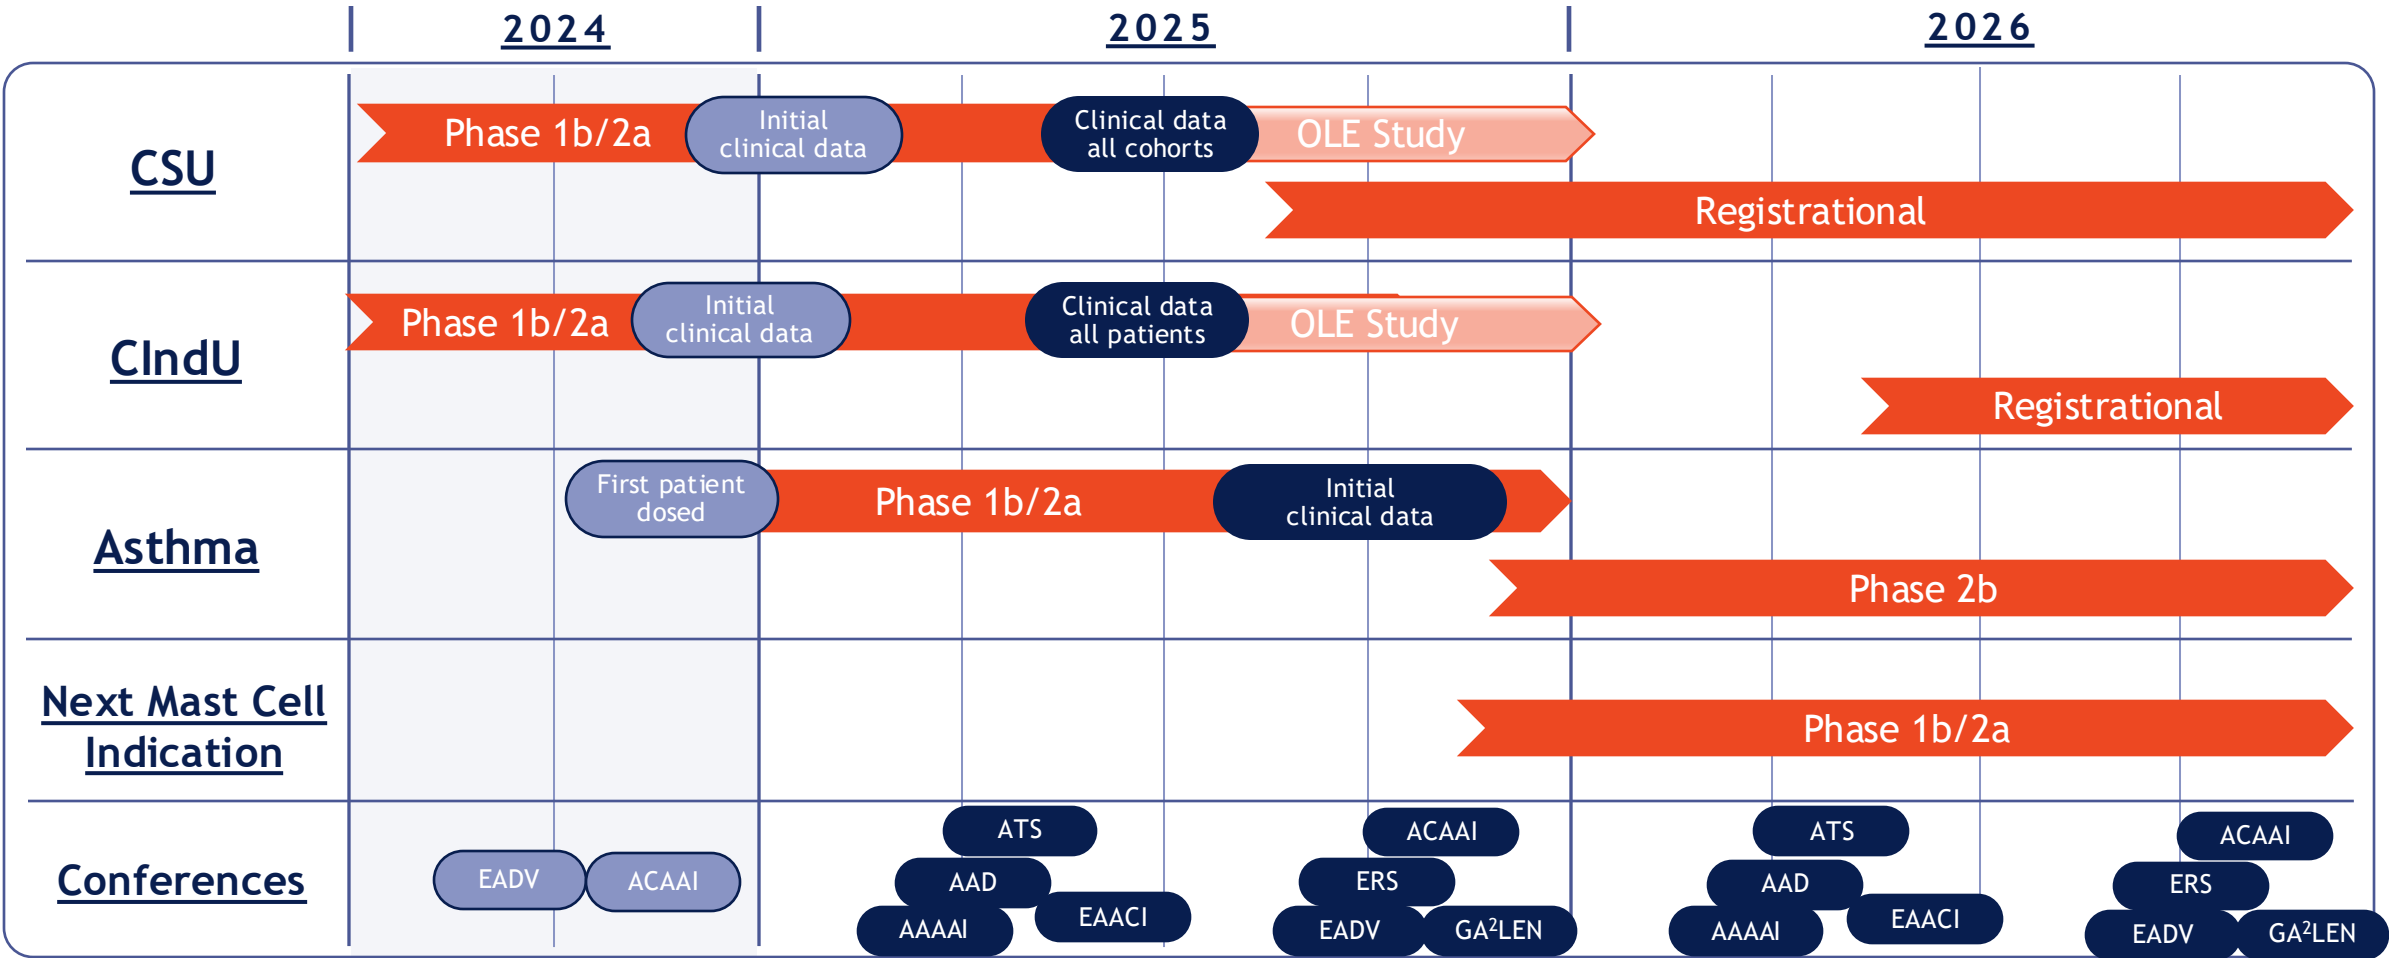 2024
2025
2026
CSU
Phase 1b/2a
Initial
clinical data
Clinical data
all cohorts
OLE Study
Registrational
CIndU
Phase 1b/2a
Initial
clinical data
Clinical data
all patients
OLE Study
Registrational
Asthma
First patient
dosed
Phase 1b/2a
Initial
clinical data
Phase 2b
Next Mast Cell
Indication
Phase 1b/2a
Conferences
EADV
ACAAI
ATS
AAD
AAAAI
EAACI
ACAAI
ERS
EADV
GA²LEN
ATS
AAD
AAAAI
EAACI
ACAAI
ERS
EADV
GA²LEN